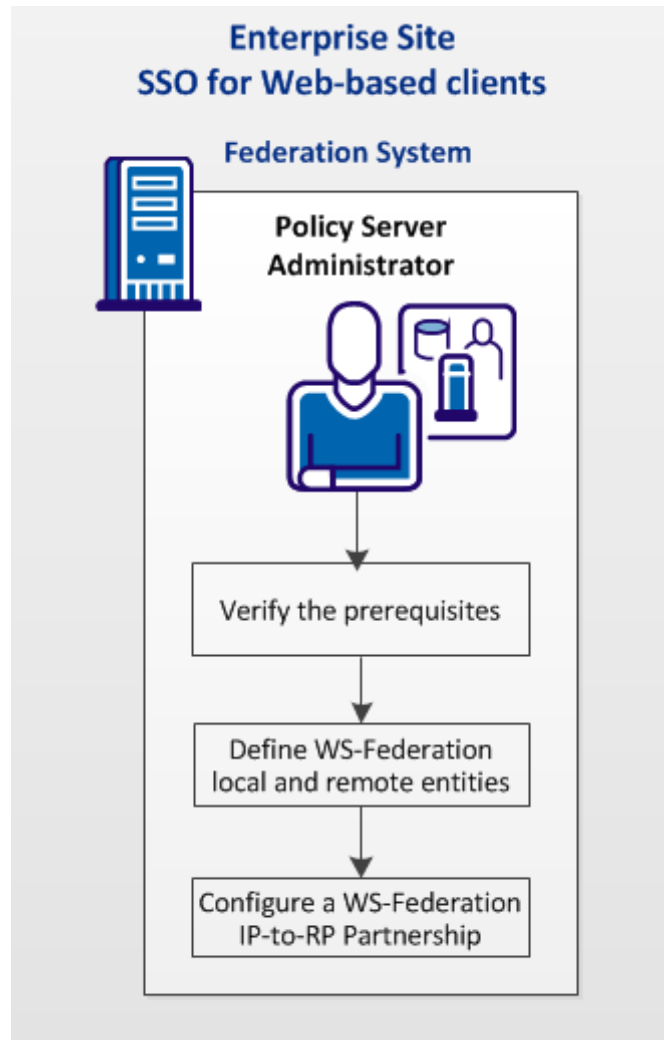 Enterprise Site
SSO for Web-based clients
Federation System
Policy Server
Administrator
Verify the prerequisites
Define WS-Federation
local and remote entities
Configure a WS-Federation
IP-to-RP Partnership